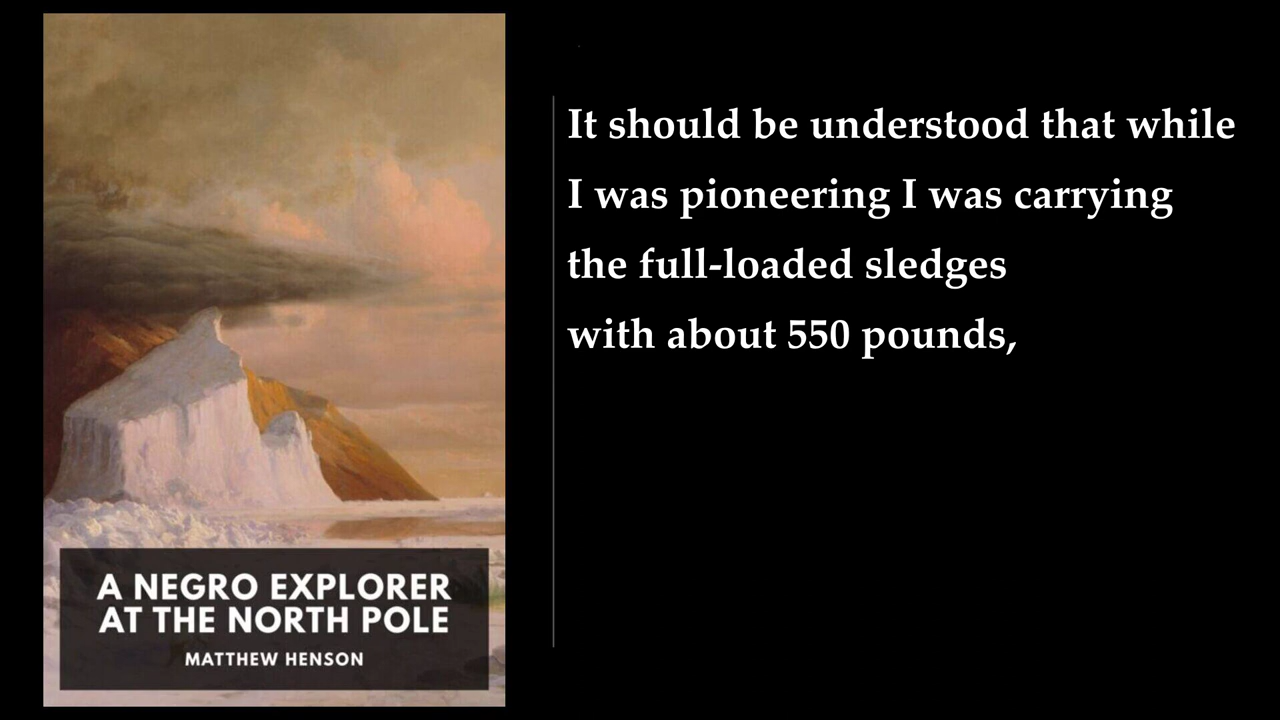 A NEGRO EXPLORER
AT THE NORTH POLE
MATTHEW HENSON
It should be understood that while
I was pioneering I was carrying
the full-loaded sledges
with about 550 pounds,